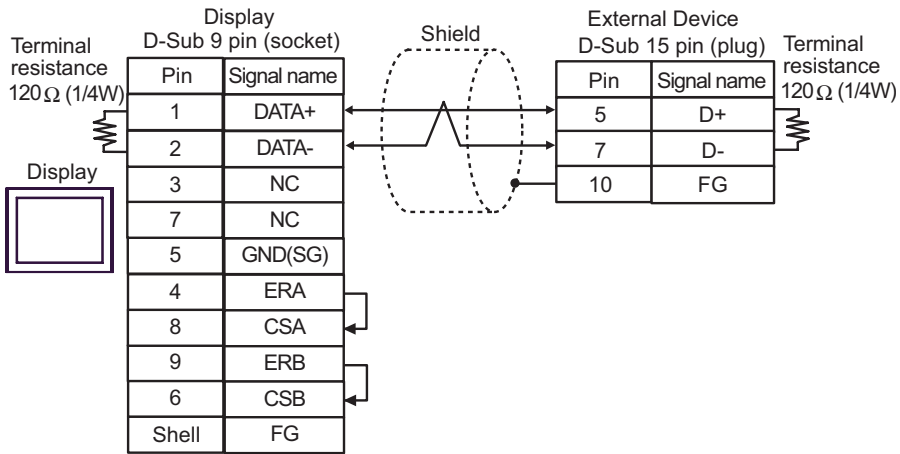 Display
D-Sub 9 pin (socket)
Shield
External Device
D-Sub 15 pin (plug)
Terminal
resistance
120Ω (1/4W)
Terminal
resistance
120Ω (1/4W)
Display
Pin Signal name
1 DATA+
2 DATA-
3 NC
7 NC
5 GND(SG)
4 ERA
8 CSA
9 ERB
6 CSB
Shell FG
Pin Signal name
5 D+
7 D-
10 FG